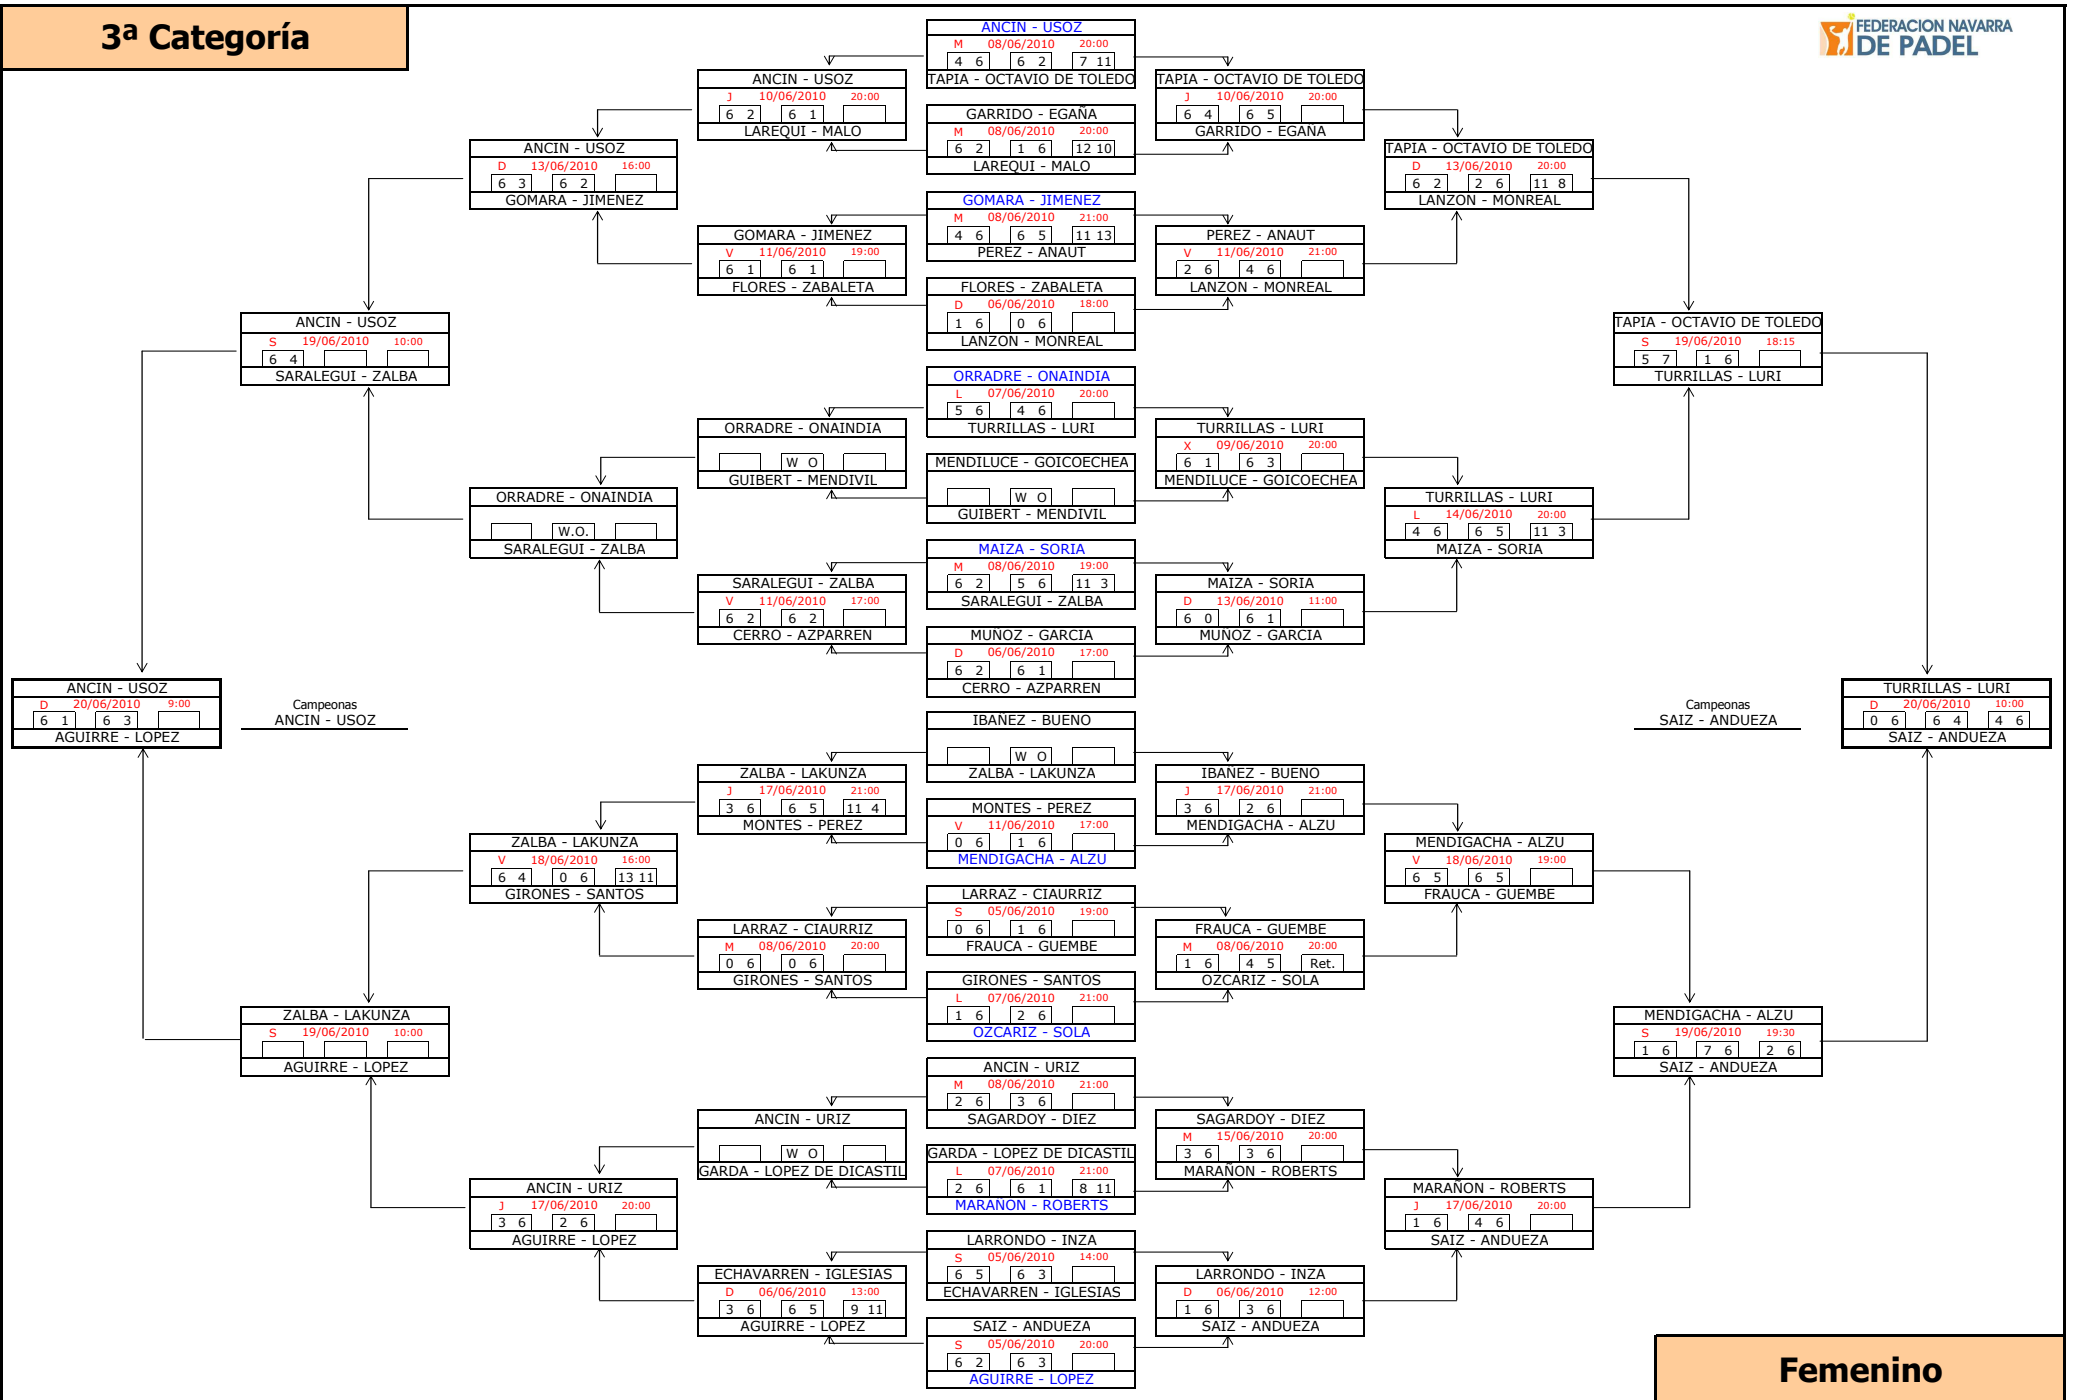 3ª Categoría
FEDERACION NAVARRA
DE PADEL
ANCIN - USOZ
M 08/06/2010 20:00
4 6 6 2 7 11
TAPIA - OCTAVIO DE TOLEDO
GARRIDO - EGAÑA
M 08/06/2010 20:00
6 2 1 6 12 10
LAREQUI - MALO
GOMARA - JIMENEZ
M 08/06/2010 21:00
4 6 6 5 11 13
PEREZ - ANAUT
FLORES - ZABALETA
D 06/06/2010 18:00
1 6 0 6
LANZON - MONREAL
ORRADRE - ONAINDIA
L 07/06/2010 20:00
5 6 4 6
TURRILLAS - LURI
MENDILUCE - GOICOECHEA
W O
GUIBERT - MENDIVIL
MAIZA - SORIA
M 08/06/2010 19:00
6 2 5 6 11 3
SARALEGUI - ZALBA
MUÑOZ - GARCIA
D 06/06/2010 17:00
6 2 6 1
CERRO - AZPARREN
IBAÑEZ - BUENO
W O
ZALBA - LAKUNZA
MONTES - PEREZ
V 11/06/2010 17:00
0 6 1 6
MENDIGACHA - ALZU
LARRAZ - CIAURRIZ
S 05/06/2010 19:00
0 6 1 6
FRAUCA - GUEMBE
GIRONES - SANTOS
L 07/06/2010 21:00
1 6 2 6
OZCARIZ - SOLA
ANCIN - URIZ
M 08/06/2010 21:00
2 6 3 6
SAGARDOY - DIEZ
GARDA - LOPEZ DE DICASTIL
L 07/06/2010 21:00
2 6 6 1 8 11
MARAÑON - ROBERTS
LARRONDO - INZA
S 05/06/2010 14:00
6 5 6 3
ECHAVARREN - IGLESIAS
SAIZ - ANDUEZA
S 05/06/2010 20:00
6 2 6 3
AGUIRRE - LOPEZ
ANCIN - USOZ
J 10/06/2010 20:00
6 2 6 1
LAREQUI - MALO
GOMARA - JIMENEZ
V 11/06/2010 19:00
6 1 6 1
FLORES - ZABALETA
ORRADRE - ONAINDIA
W O
GUIBERT - MENDIVIL
SARALEGUI - ZALBA
V 11/06/2010 17:00
6 2 6 2
CERRO - AZPARREN
ZALBA - LAKUNZA
J 17/06/2010 21:00
3 6 6 5 11 4
MONTES - PEREZ
LARRAZ - CIAURRIZ
M 08/06/2010 20:00
0 6 0 6
GIRONES - SANTOS
ANCIN - URIZ
W O
GARDA - LOPEZ DE DICASTIL
ECHAVARREN - IGLESIAS
D 06/06/2010 13:00
3 6 6 5 9 11
AGUIRRE - LOPEZ
ANCIN - USOZ
D 13/06/2010 16:00
6 3 6 2
GOMARA - JIMENEZ
ORRADRE - ONAINDIA
W.O.
SARALEGUI - ZALBA
ZALBA - LAKUNZA
V 18/06/2010 16:00
6 4 0 6 13 11
GIRONES - SANTOS
ANCIN - URIZ
J 17/06/2010 20:00
3 6 2 6
AGUIRRE - LOPEZ
ANCIN - USOZ
S 19/06/2010 10:00
6 4
SARALEGUI - ZALBA
ZALBA - LAKUNZA
S 19/06/2010 10:00
AGUIRRE - LOPEZ
ANCIN - USOZ
D 20/06/2010 9:00
6 1 6 3
AGUIRRE - LOPEZ
Campeonas
ANCIN - USOZ
TAPIA - OCTAVIO DE TOLEDO
J 10/06/2010 20:00
6 4 6 5
GARRIDO - EGAÑA
PEREZ - ANAUT
V 11/06/2010 21:00
2 6 4 6
LANZON - MONREAL
TURRILLAS - LURI
X 09/06/2010 20:00
6 1 6 3
MENDILUCE - GOICOECHEA
MAIZA - SORIA
D 13/06/2010 11:00
6 0 6 1
MUÑOZ - GARCIA
IBAÑEZ - BUENO
J 17/06/2010 21:00
3 6 2 6
MENDIGACHA - ALZU
FRAUCA - GUEMBE
M 08/06/2010 20:00
1 6 4 5 Ret.
OZCARIZ - SOLA
SAGARDOY - DIEZ
M 15/06/2010 20:00
3 6 3 6
MARAÑON - ROBERTS
LARRONDO - INZA
D 06/06/2010 12:00
1 6 3 6
SAIZ - ANDUEZA
TAPIA - OCTAVIO DE TOLEDO
D 13/06/2010 20:00
6 2 2 6 11 8
LANZON - MONREAL
TURRILLAS - LURI
L 14/06/2010 20:00
4 6 6 5 11 3
MAIZA - SORIA
MENDIGACHA - ALZU
V 18/06/2010 19:00
6 5 6 5
FRAUCA - GUEMBE
MARAÑON - ROBERTS
J 17/06/2010 20:00
1 6 4 6
SAIZ - ANDUEZA
TAPIA - OCTAVIO DE TOLEDO
S 19/06/2010 18:15
5 7 1 6
TURRILLAS - LURI
MENDIGACHA - ALZU
S 19/06/2010 19:30
1 6 7 6 2 6
SAIZ - ANDUEZA
Campeonas
SAIZ - ANDUEZA
TURRILLAS - LURI
D 20/06/2010 10:00
0 6 6 4 4 6
SAIZ - ANDUEZA
Femenino